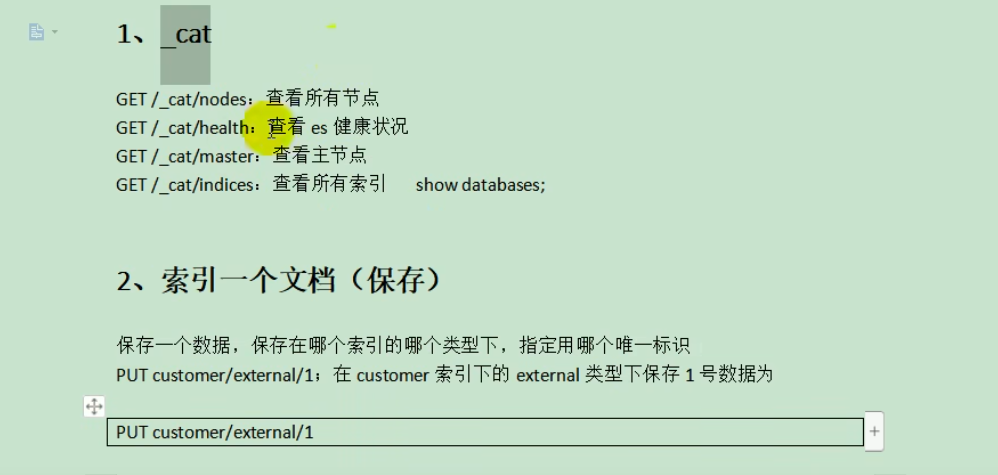 1、_cat
GET /_cat/nodes：查看所有节点
GET /_cat/health：查看 es 健康状况
GET /_cat/master：查看主节点
GET /_cat/indices：查看所有索引 show databases;
2、索引一个文档（保存）
保存一个数据，保存在哪个索引的哪个类型下，指定用哪个唯一标识
PUT customer/external/1；在 customer 索引下的 external 类型下保存 1 号数据为
PUT customer/external/1